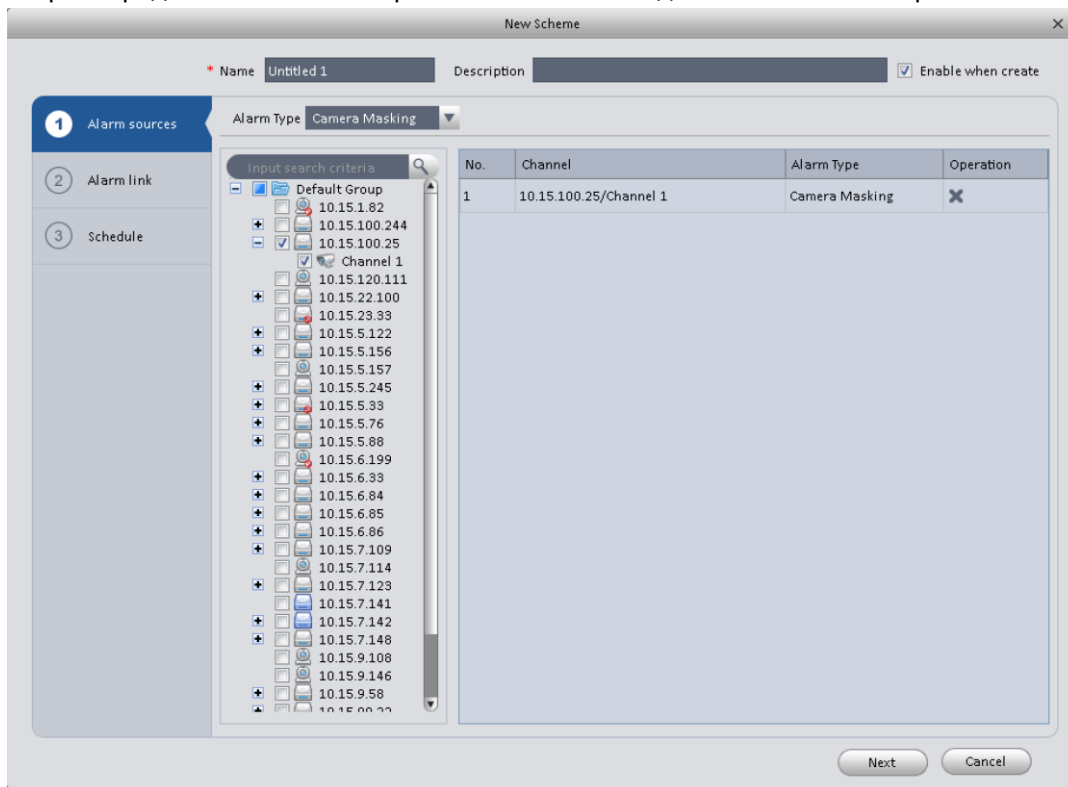 New Scheme
* Name Untitled 1 Description Enable when create
1 Alarm sources
2 Alarm link
3 Schedule
Alarm Type Camera Masking
Input search criteria
Default Group
10.15.1.82
10.15.100.244
10.15.100.25
Channel 1
10.15.120.111
10.15.22.100
10.15.23.33
10.15.5.122
10.15.5.156
10.15.5.157
10.15.5.245
10.15.5.33
10.15.5.76
10.15.5.88
10.15.6.199
10.15.6.33
10.15.6.84
10.15.6.85
10.15.6.86
10.15.7.109
10.15.7.114
10.15.7.123
10.15.7.141
10.15.7.142
10.15.7.148
10.15.9.108
10.15.9.146
10.15.9.58
No. Channel Alarm Type Operation
1 10.15.100.25/Channel 1 Camera Masking
Next Cancel